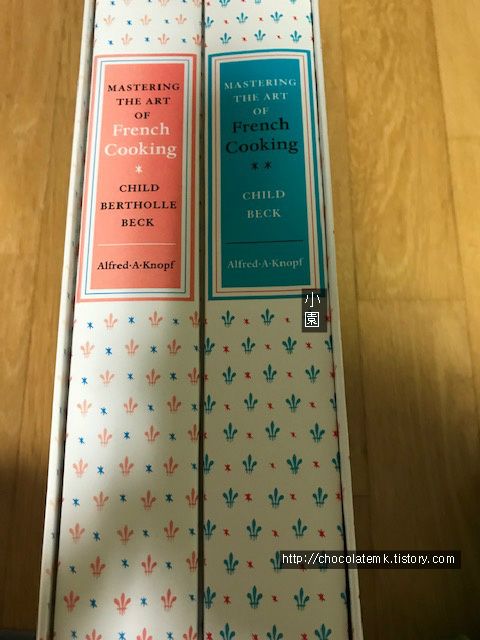 MASTERING
THE ART
OF
French
Cooking
*
CHILD
BERTHOLLE
BECK
Alfred·A·Knopf
MASTERING
THE ART
OF
French
Cooking
**
CHILD
BECK
Alfred·A·Knopf
小
園
http://chocolatemk.tistory.com